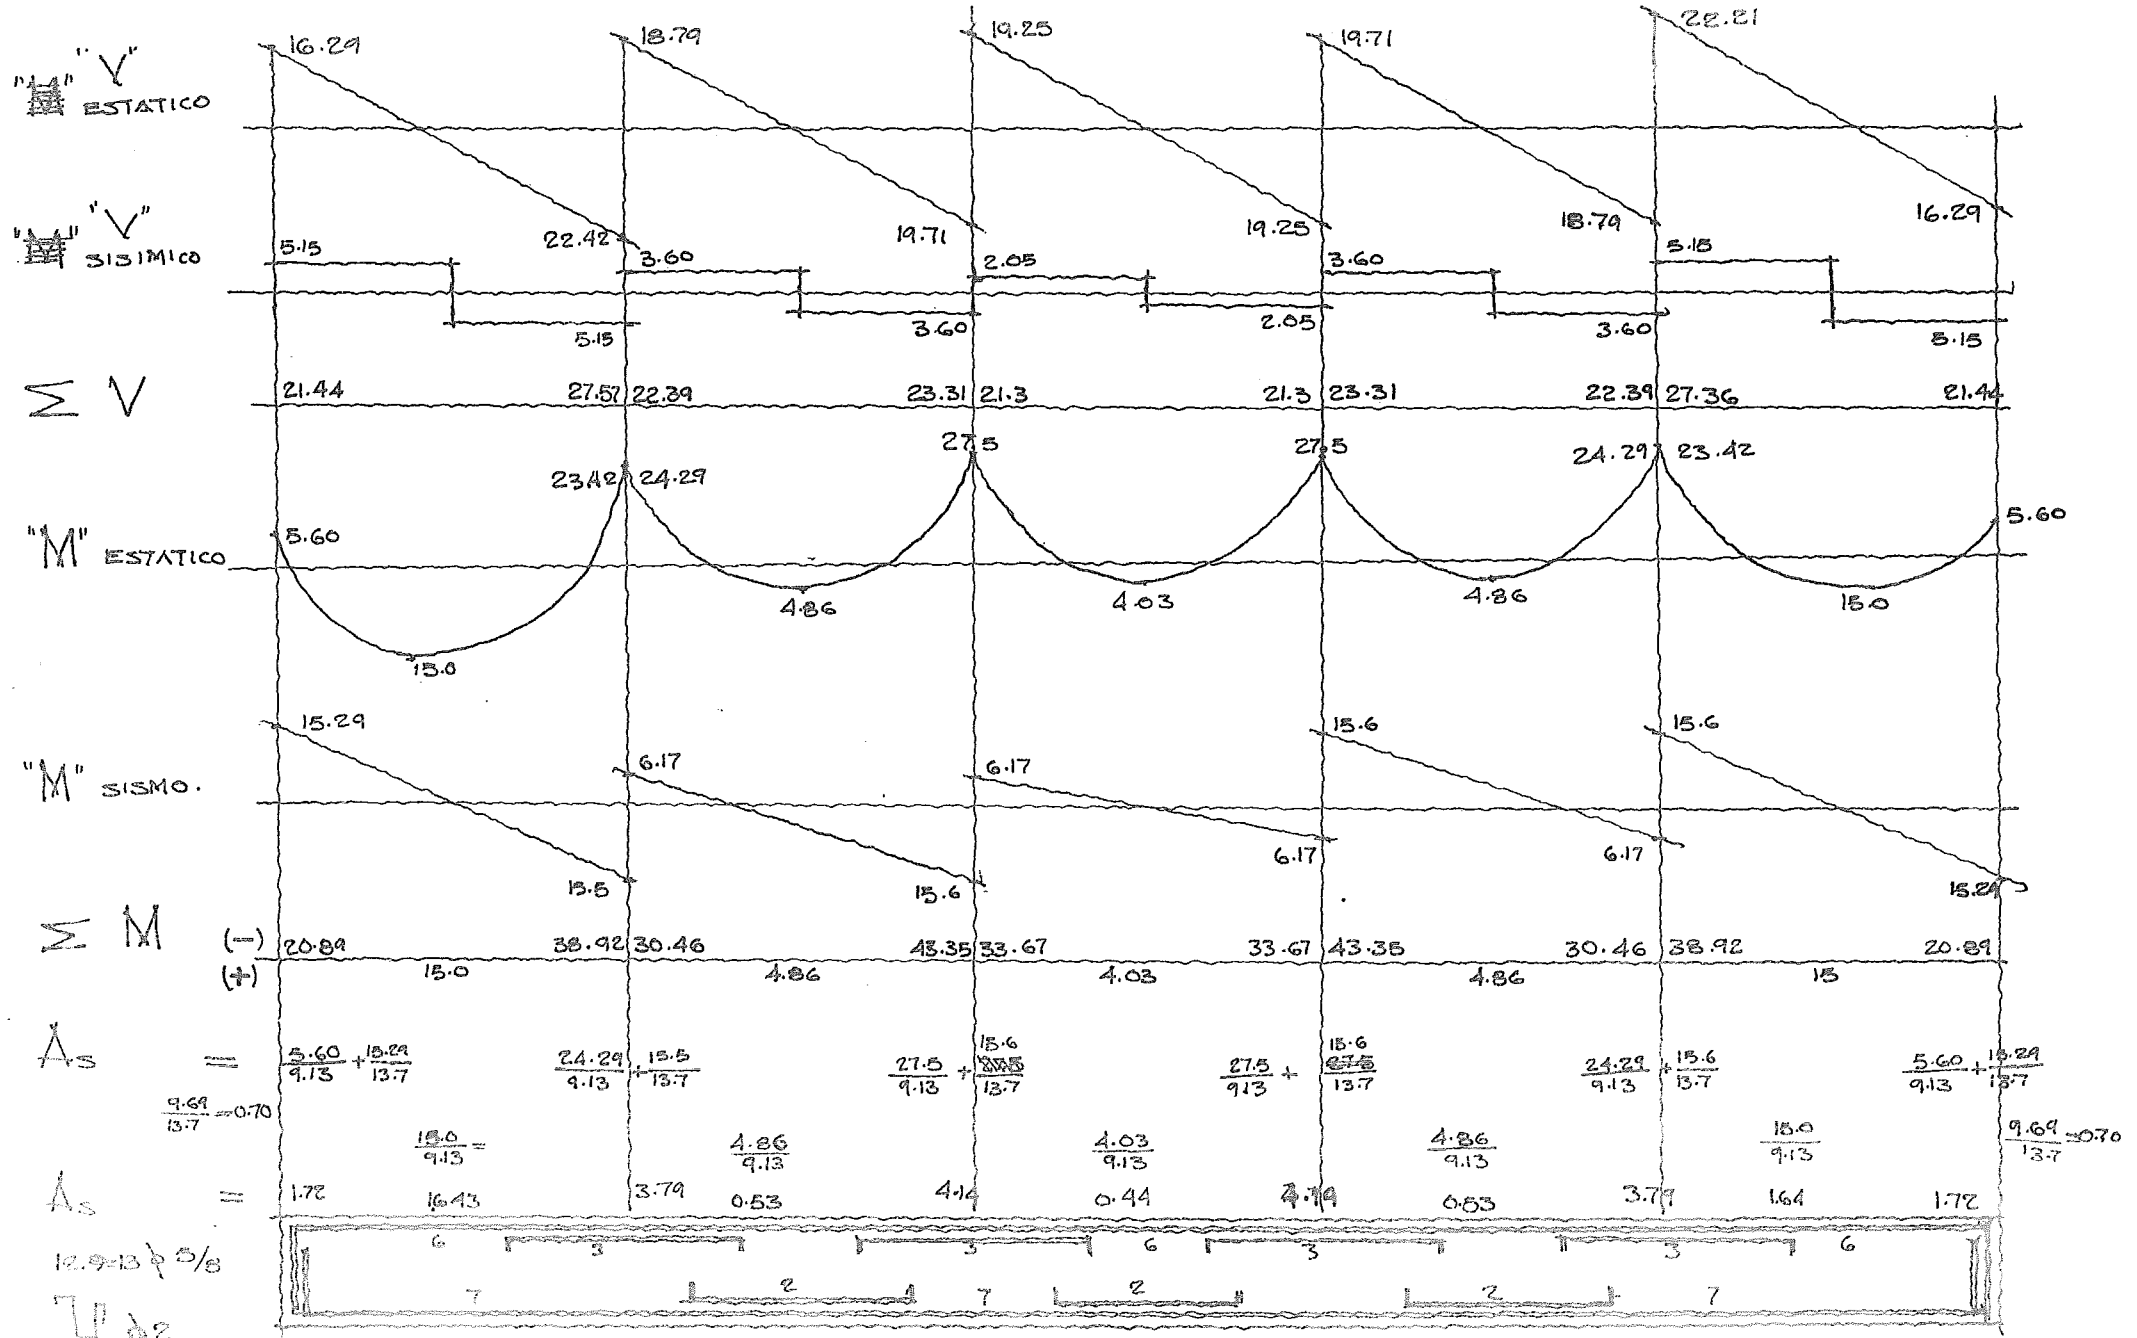 16.29 18.79 19.25 19.71 22.21
"V" ESTATICO
22.42 19.71 19.25 18.79 16.29
"V" SISIMICO
5.15 3.60 2.05 3.60 5.15
5.15 3.60 2.05 3.60 5.15
Σ V 21.44 27.57 22.39 23.31 21.3 21.3 23.31 22.39 27.36 21.44
5.60 23.42 24.29 27.5 27.5 24.29 23.42 5.60
"M" ESTATICO
15.0 4.86 4.03 4.86 15.0
15.29 6.17 6.17 15.6 15.6
"M" SISMO.
15.5 15.6 6.17 6.17 15.29
Σ M (-) 20.89 38.92 30.46 43.35 33.67 33.67 43.35 30.46 38.92 20.89
(+) 15.0 4.86 4.03 4.86 15
As = 5.60/9.13 + 15.29/13.7 24.29/9.13 + 15.5/13.7 27.5/9.13 + 15.6/13.7 27.5/9.13 + 15.6/13.7 24.29/9.13 + 15.6/13.7 5.60/9.13 + 15.29/13.7
9.69/13.7 = 0.70 15.0/9.13 = 4.86/9.13 4.03/9.13 4.86/9.13 15.0/9.13 9.69/13.7 = 0.70
As = 1.72 1643 3.79 0.53 4.14 0.44 0.53 3.79 1.64 1.72
6 3 3 6 3 3 6
5/8
7 2 7 2 2 7